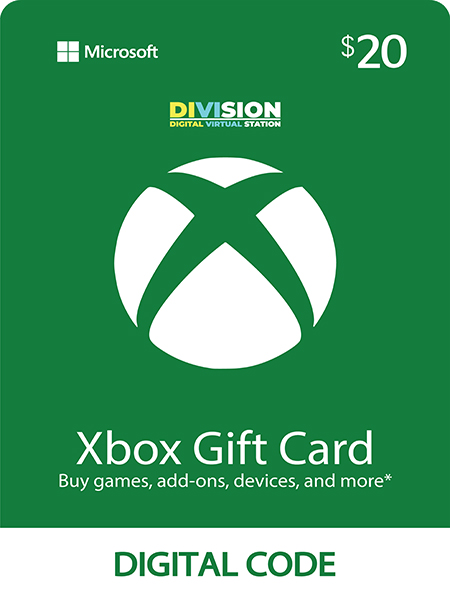 Microsoft
$20
DIVISION
DIGITAL VIRTUAL STATION
Xbox Gift Card
Buy games, add-ons, devices, and more*
DIGITAL CODE